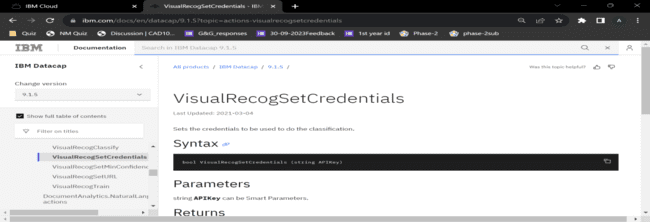 IBM Cloud
VisualRecogSetCredentials - IBM
ibm.com/docs/en/datacap/9.1.5?topic=actions-visualrecogsetcredentials
Quiz NM Quiz Discussion | CAD10... G&G_responses 30-09-2023Feedback 1st year id Phase-2 phase-2sub
IBM Documentation Search in IBM Datacap 9.1.5
IBM Datacap
All products / IBM Datacap / 9.1.5 /
Was this topic helpful?
Change version
9.1.5
Show full table of contents
Filter on titles
VisualRecogClassify
VisualRecogSetCredentials
VisualRecogSetMinConfidenc
VisualRecogSetURL
VisualRecogTrain
DocumentAnalytics.NaturalLang
actions
VisualRecogSetCredentials
Last Updated: 2021-03-04
Sets the credentials to be used to do the classification.
Syntax
bool VisualRecogSetCredentials (string APIKey)
Parameters
string APIKey can be Smart Parameters.
Returns